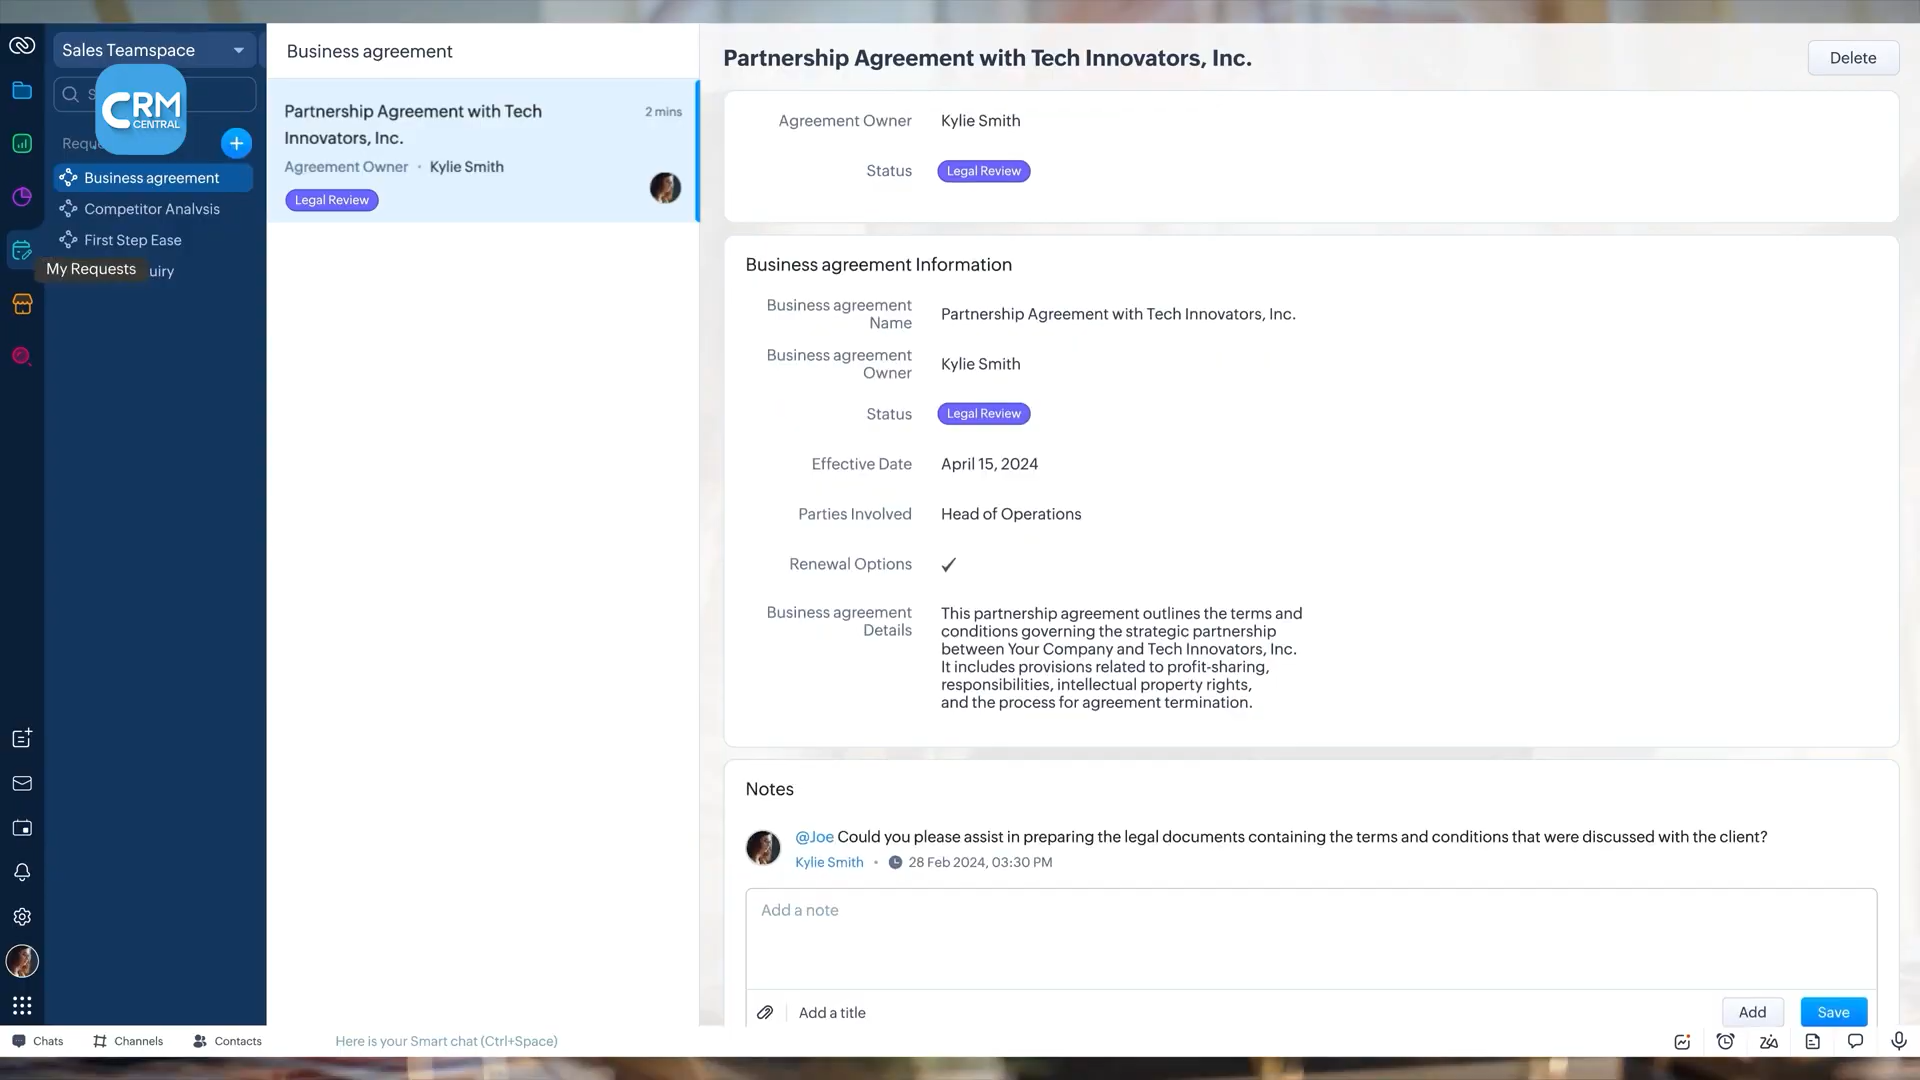 Sales Teamspace
S
CRM
CENTRAL
Requ
Business agreement
Competitor Analysis
First Step Ease
My Requests
uiry
Business agreement
Partnership Agreement with Tech
Innovators, Inc.
2 mins
Agreement Owner • Kylie Smith
Legal Review
Partnership Agreement with Tech Innovators, Inc.
Delete
Agreement Owner Kylie Smith
Status Legal Review
Business agreement Information
Business agreement
Name
Partnership Agreement with Tech Innovators, Inc.
Business agreement
Owner
Kylie Smith
Status Legal Review
Effective Date April 15, 2024
Parties Involved Head of Operations
Renewal Options ✓
Business agreement
Details
This partnership agreement outlines the terms and
conditions governing the strategic partnership
between Your Company and Tech Innovators, Inc.
It includes provisions related to profit-sharing,
responsibilities, intellectual property rights,
and the process for agreement termination.
Notes
@Joe Could you please assist in preparing the legal documents containing the terms and conditions that were discussed with the client?
Kylie Smith • 28 Feb 2024, 03:30 PM
Add a note
Add a title
Add
Save
Chats
Channels
Contacts
Here is your Smart chat (Ctrl+Space)